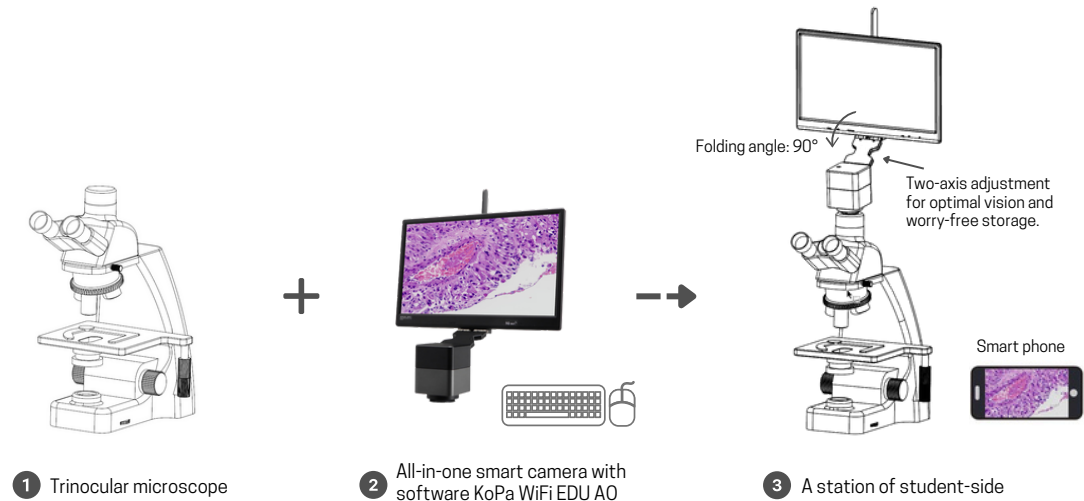 Folding angle: 90°
Two-axis adjustment
for optimal vision and
worry-free storage.
Smart phone
1 Trinocular microscope
2 All-in-one smart camera with
software KoPa WiFi EDU AO
3 A station of student-side